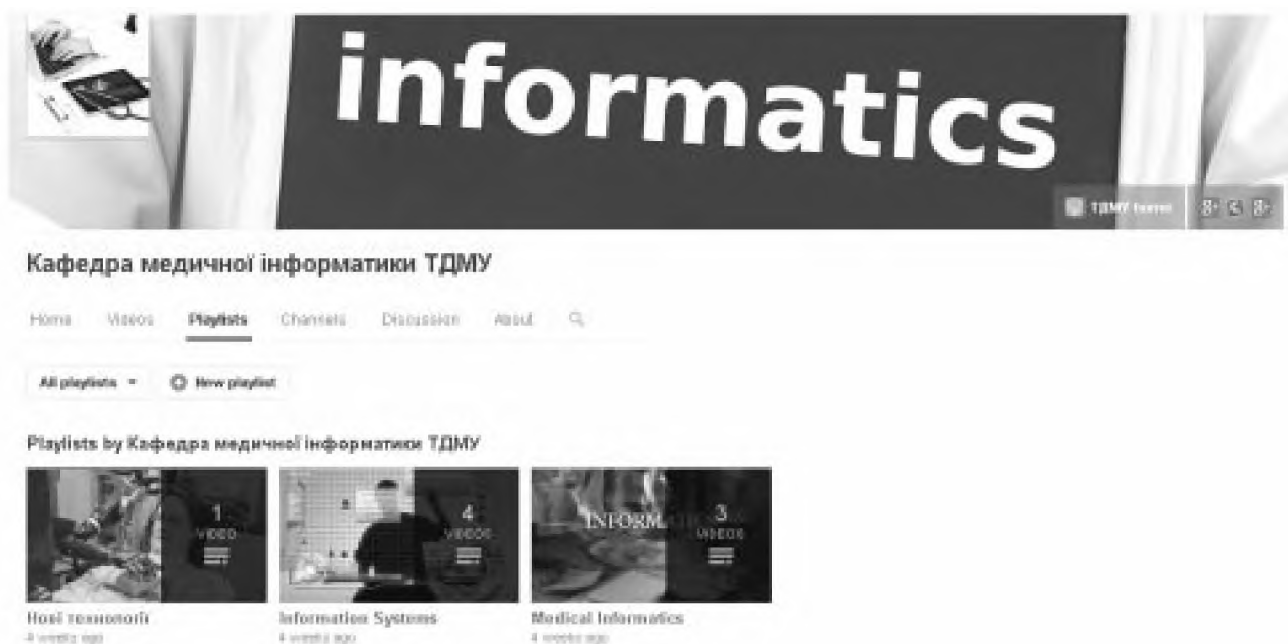 informatics
ТДМУ home
Кафедра медичної інформатики ТДМУ
Home Videos Playlists Channels Discussion About
All playlists New playlist
Playlists by Кафедра медичної інформатики ТДМУ
1 VIDEO 4 VIDEOS INFORM 3 VIDEOS
Нові технології Information Systems Medical Informatics
4 weeks ago 4 weeks ago 4 weeks ago